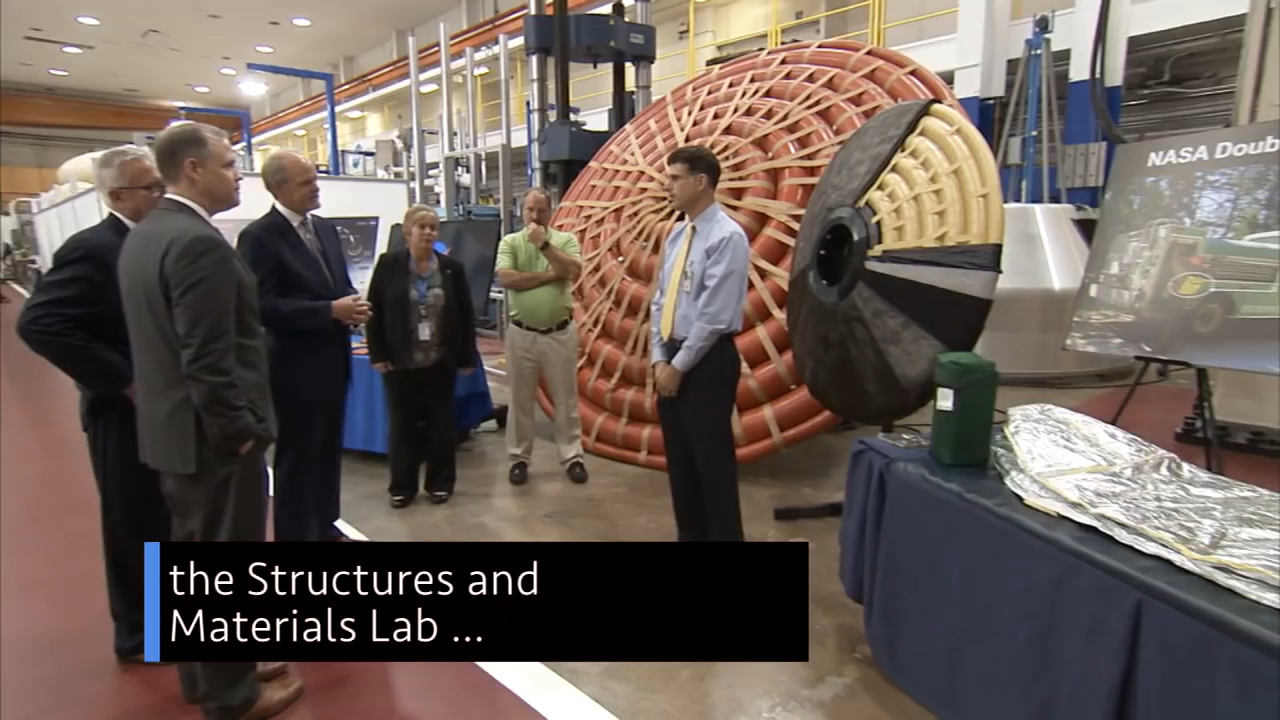 NASA Doub
the Structures and
Materials Lab ...